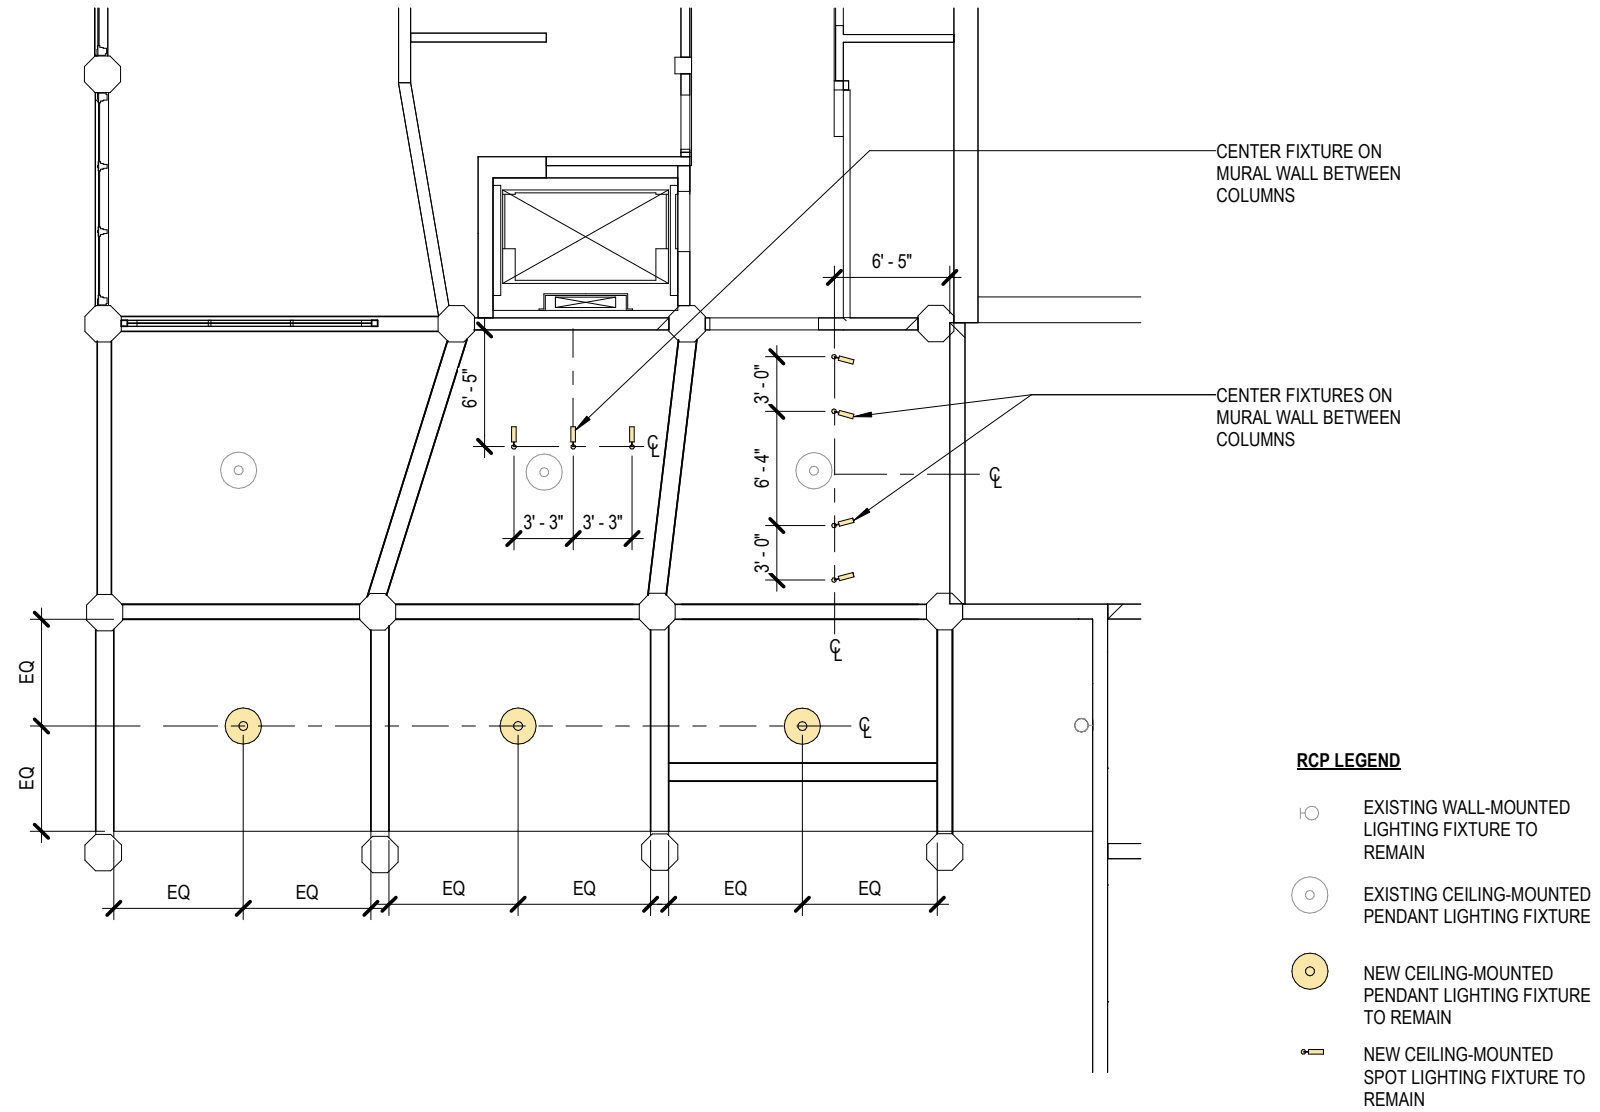 CENTER FIXTURE ON
MURAL WALL BETWEEN
COLUMNS
6' - 5"
6' - 5"
3' - 0"
CENTER FIXTURES ON
MURAL WALL BETWEEN
COLUMNS
℄
6' - 4"
℄
3' - 3"
3' - 3"
3' - 0"
℄
EQ
℄
EQ
EQ
EQ
EQ
EQ
EQ
EQ
RCP LEGEND
EXISTING WALL-MOUNTED
LIGHTING FIXTURE TO
REMAIN
EXISTING CEILING-MOUNTED
PENDANT LIGHTING FIXTURE
NEW CEILING-MOUNTED
PENDANT LIGHTING FIXTURE
TO REMAIN
NEW CEILING-MOUNTED
SPOT LIGHTING FIXTURE TO
REMAIN